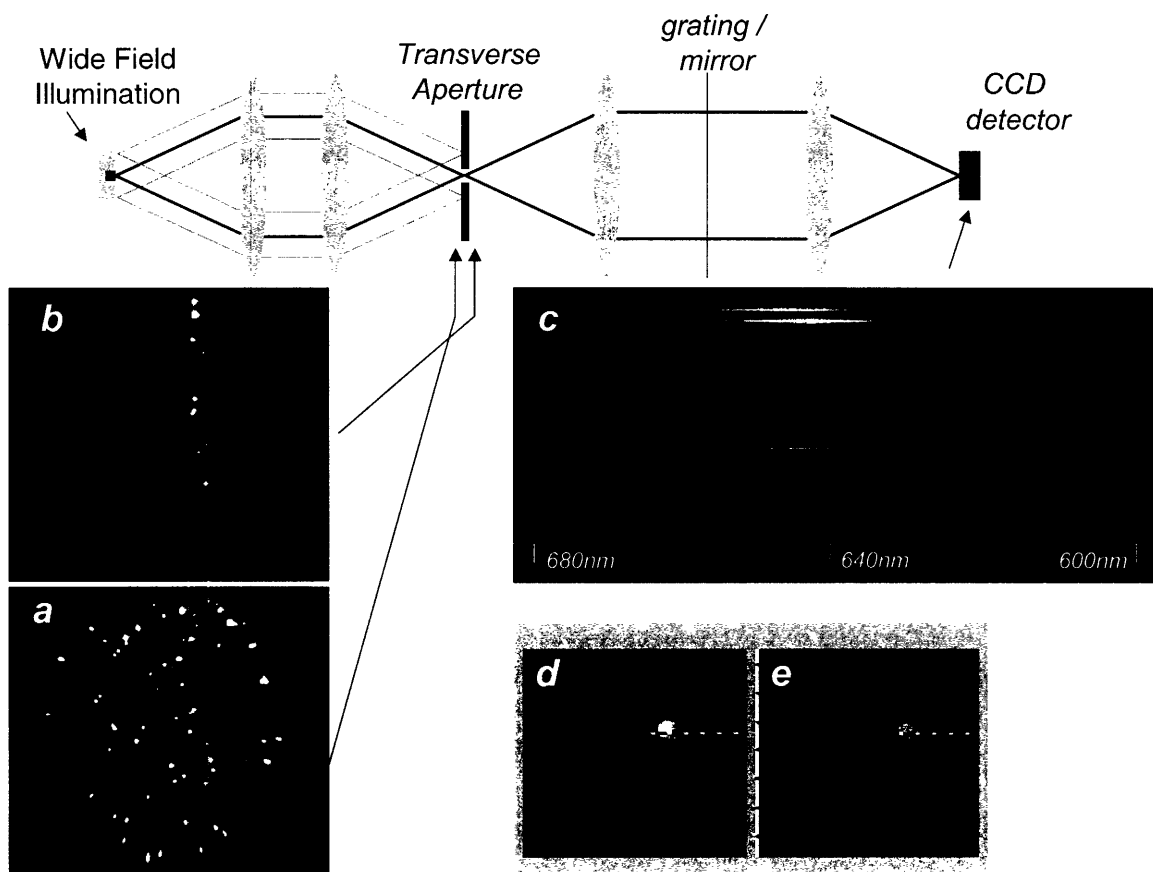 Wide Field
Illumination
Transverse
Aperture
grating /
mirror
CCD
detector
b
c
680nm
640nm
600nm
a
d
e